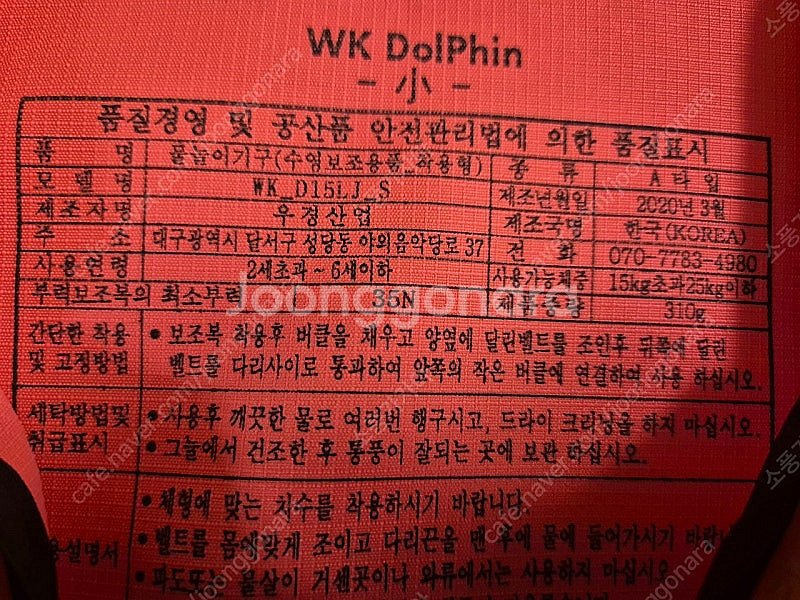 WK DolPhin
- 小 -
품질경영 및 공산품 안전관리법에 의한 품질표시
품 명 물놀이기구(수영보조용품_착용형) 종 류 A 타입
모 델 명 WK_D15LJ_S 제조년월일 2020년 3월
제조자명 우경산업 제조국명 한국(KOREA)
주 소 대구광역시 달서구 성당동 야외음악당로 37 전 화 070-7783-4980
사용연령 2세초과~6세이하 사용가능체중 15kg초과25kg이하
부력보조복의 최소부력 35N 제품중량 310g
간단한 착용 및 고정방법
• 보조복 착용후 버클을 채우고 양옆에 달린벨트를 조인후 뒤쪽에 달린
벨트를 다리사이로 통과하여 앞쪽의 작은 버클에 연결하여 사용 하십시오.
세탁방법및 취급표시
• 사용후 깨끗한 물로 여러번 헹구시고, 드라이 크리닝을 하지 마십시오.
• 그늘에서 건조한 후 통풍이 잘되는 곳에 보관 하십시오.
용설명서
• 체형에 맞는 치수를 착용하시기 바랍니다
• 벨트를 몸에맞게 조이고 다리끈을 맨 후에 물에 들어가시기 바랍니
• 파도또는 물살이 거센곳이나 와류에서는 사용하지 마십시오
Joonggonara
cafe.naver.com/joonggonara